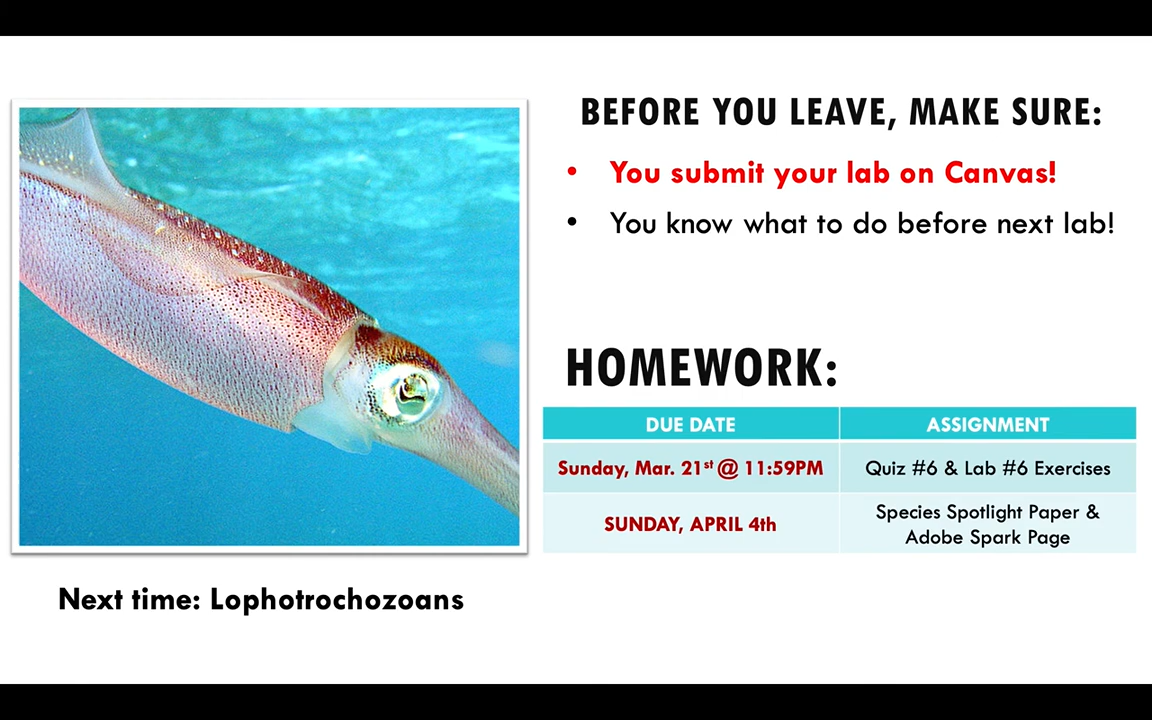 BEFORE YOU LEAVE, MAKE SURE:
• You submit your lab on Canvas!
• You know what to do before next lab!
HOMEWORK:
DUE DATE ASSIGNMENT
Sunday, Mar. 21st @ 11:59PM Quiz #6 & Lab #6 Exercises
SUNDAY, APRIL 4th Species Spotlight Paper &
Adobe Spark Page
Next time: Lophotrochozoans